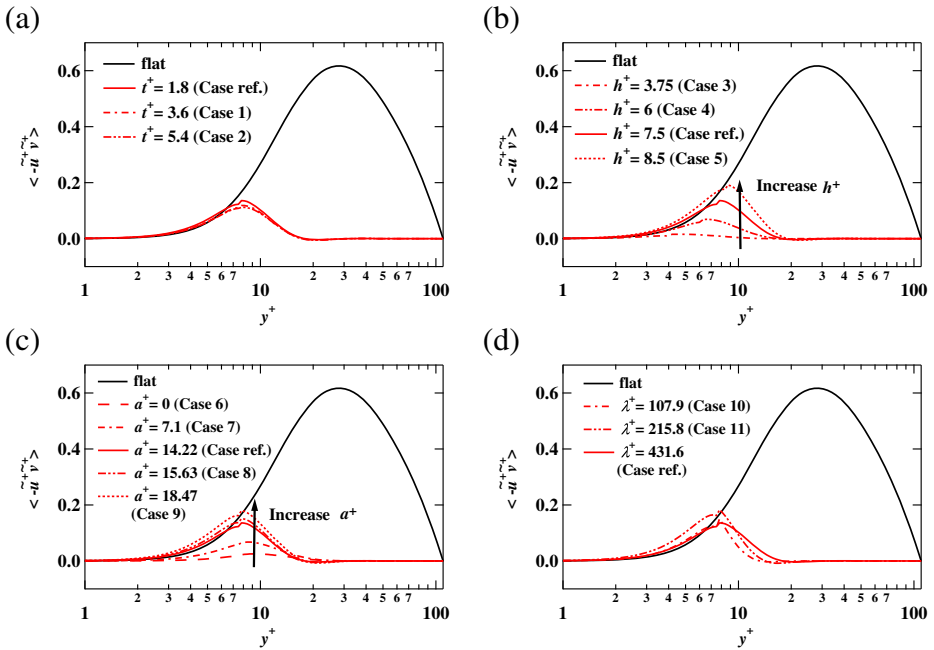 (a)
flat
t⁺= 1.8 (Case ref.)
t⁺= 3.6 (Case 1)
t⁺= 5.4 (Case 2)
0.6
0.4
0.2
0.0
< -ũ⁺ṽ⁺ >
2 3 4 5 6 7 2 3 4 5 6 7
1 10 100
y⁺
(b)
flat
h⁺= 3.75 (Case 3)
h⁺= 6 (Case 4)
h⁺= 7.5 (Case ref.)
h⁺= 8.5 (Case 5)
Increase h⁺
0.6
0.4
0.2
0.0
< -ũ⁺ṽ⁺ >
2 3 4 5 6 7 2 3 4 5 6 7
1 10 100
y⁺
(c)
flat
a⁺= 0 (Case 6)
a⁺= 7.1 (Case 7)
a⁺= 14.22 (Case ref.)
a⁺= 15.63 (Case 8)
a⁺= 18.47
(Case 9)
Increase a⁺
0.6
0.4
0.2
0.0
< -ũ⁺ṽ⁺ >
2 3 4 5 6 7 2 3 4 5 6 7
1 10 100
y⁺
(d)
flat
λ⁺= 107.9 (Case 10)
λ⁺= 215.8 (Case 11)
λ⁺= 431.6
(Case ref.)
0.6
0.4
0.2
0.0
< -ũ⁺ṽ⁺ >
2 3 4 5 6 7 2 3 4 5 6 7
1 10 100
y⁺